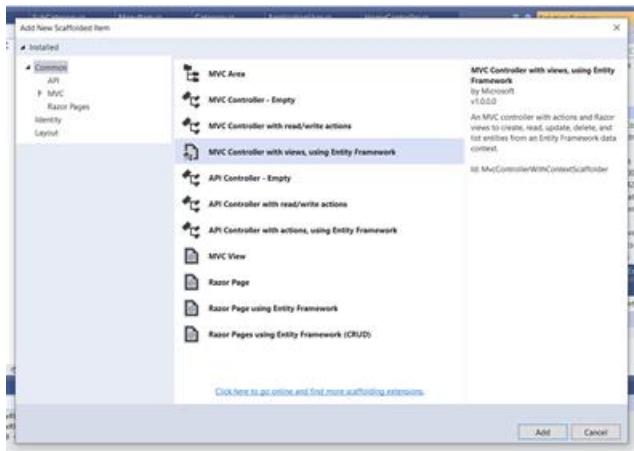 Add New Scaffolded Item
Installed
Common
API
MVC
Razor Pages
Identity
Layout
MVC Area
MVC Controller - Empty
MVC Controller with read/write actions
MVC Controller with views, using Entity Framework
API Controller - Empty
API Controller with read/write actions
API Controller with actions, using Entity Framework
MVC View
Razor Page
Razor Page using Entity Framework
Razor Pages using Entity Framework (CRUD)
Click here to go online and find more scaffolding extensions.
MVC Controller with views, using Entity
Framework
by Microsoft
v1.0.0.0
An MVC controller with actions and Razor
views to create, read, update, delete, and
list entities from an Entity Framework data
context.
Id: MvcControllerWithContextScaffolder
Add
Cancel